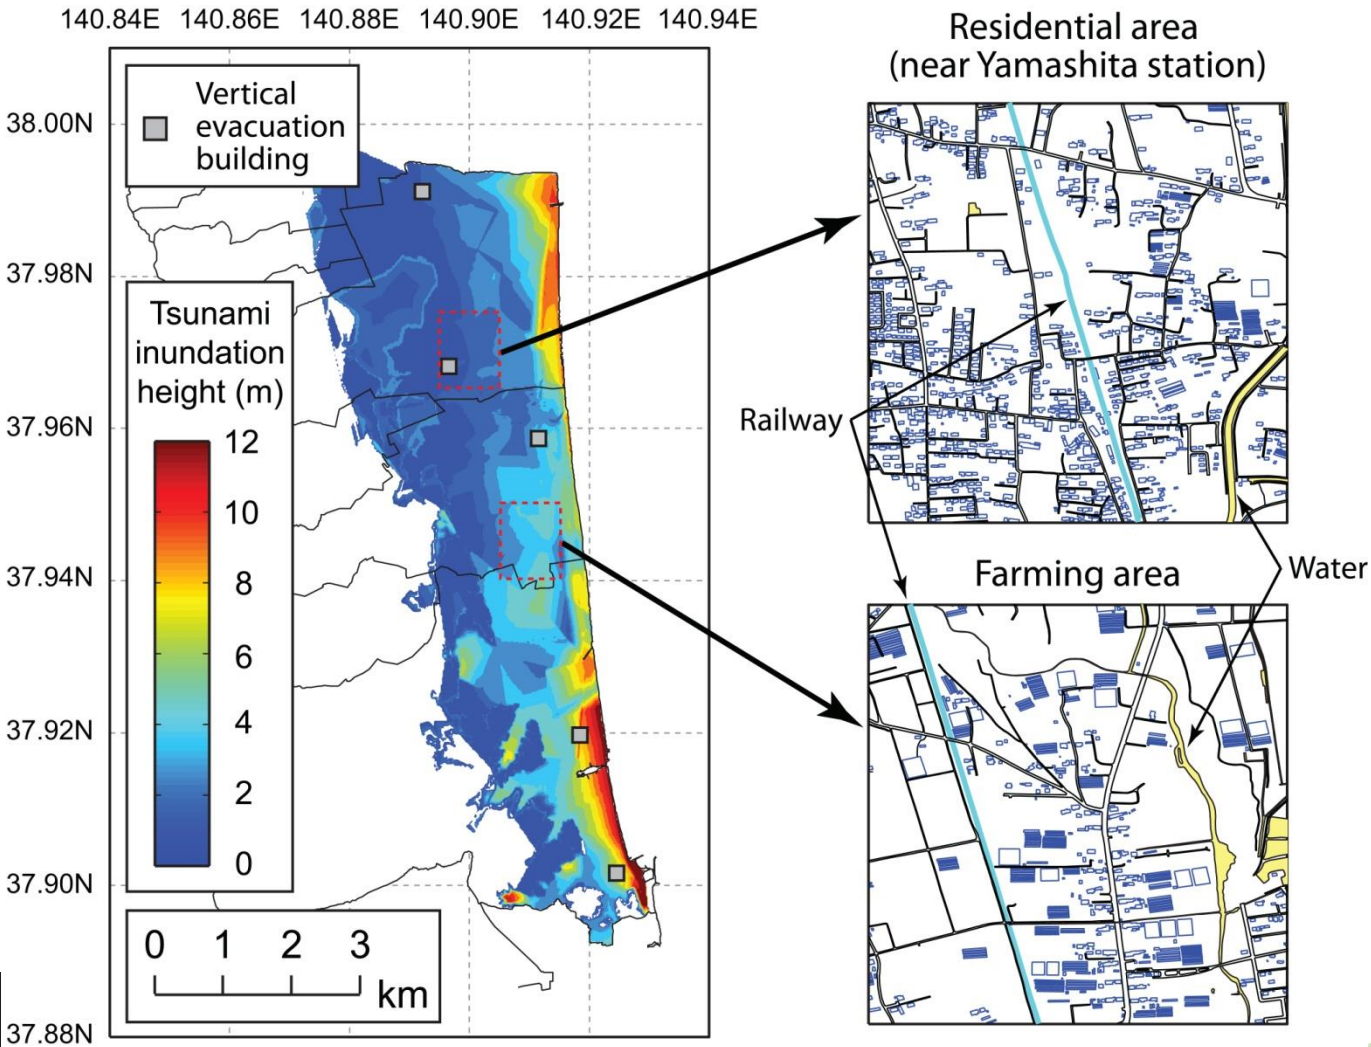 140.84E 140.86E 140.88E 140.90E 140.92E 140.94E
38.00N
37.98N
37.96N
37.94N
37.92N
37.90N
37.88N
Vertical
evacuation
building
Tsunami
inundation
height (m)
12
10
8
6
4
2
0
0 1 2 3
km
Residential area
(near Yamashita station)
Railway
Water
Farming area